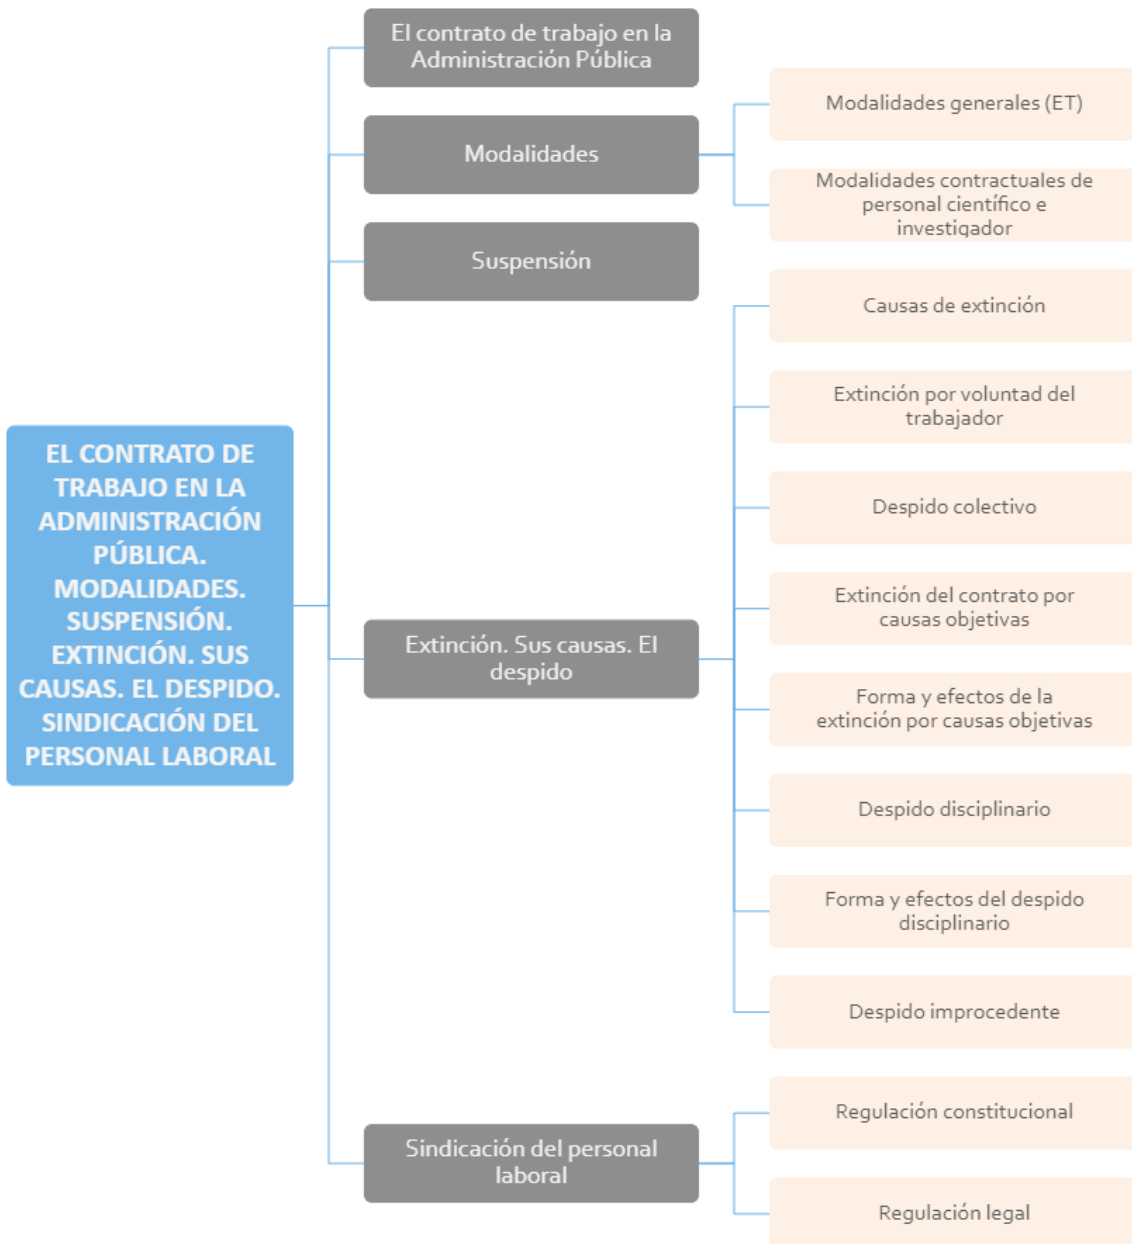 EL CONTRATO DE
TRABAJO EN LA
ADMINISTRACIÓN
PÚBLICA.
MODALIDADES.
SUSPENSIÓN.
EXTINCIÓN. SUS
CAUSAS. EL DESPIDO.
SINDICACIÓN DEL
PERSONAL LABORAL
El contrato de trabajo en la
Administración Pública
Modalidades
Modalidades generales (ET)
Modalidades contractuales de
personal científico e
investigador
Suspensión
Extinción. Sus causas. El
despido
Causas de extinción
Extinción por voluntad del
trabajador
Despido colectivo
Extinción del contrato por
causas objetivas
Forma y efectos de la
extinción por causas objetivas
Despido disciplinario
Forma y efectos del despido
disciplinario
Despido improcedente
Sindicación del personal
laboral
Regulación constitucional
Regulación legal